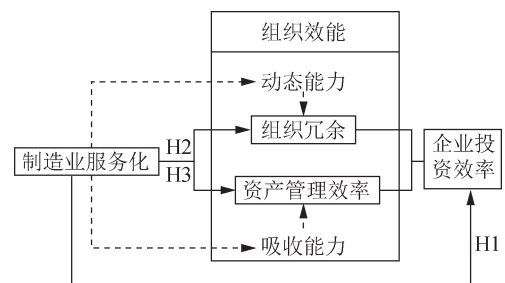 组织效能
动态能力
H2
组织冗余
制造业服务化
H3
企业投
资效率
资产管理效率
吸收能力
H1